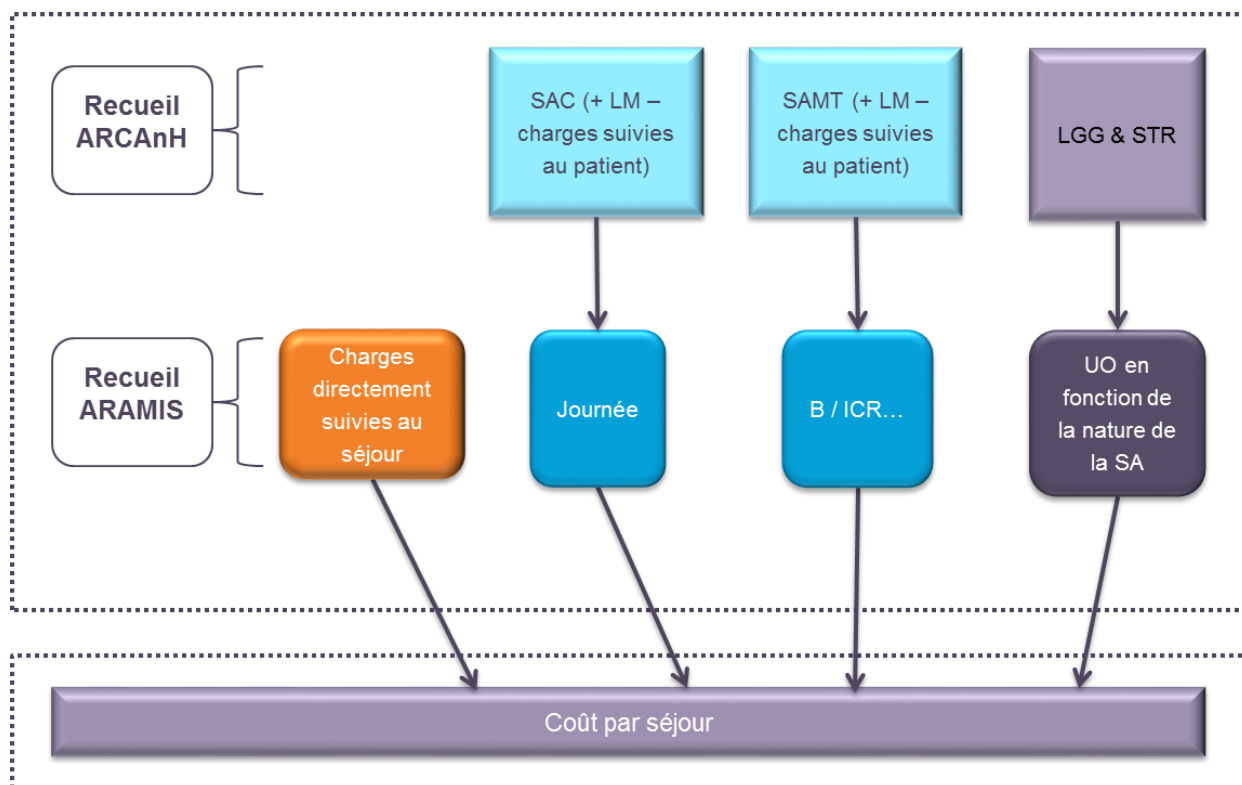 Recueil
ARCAnH
SAC (+ LM –
charges suivies
au patient)
SAMT (+ LM –
charges suivies
au patient)
LGG & STR
Recueil
ARAMIS
Charges
directement
suivies au
séjour
Journée
B / ICR…
UO en
fonction de
la nature de
la SA
Coût par séjour